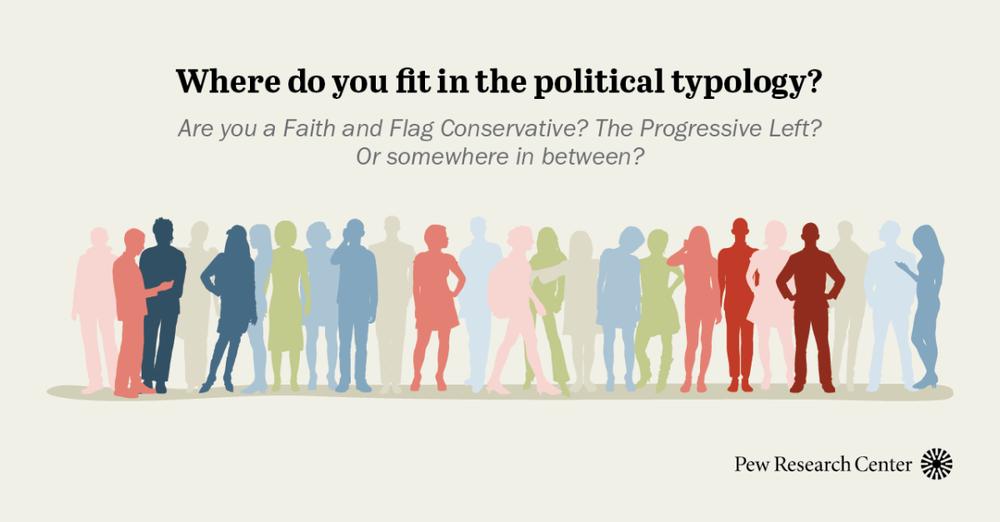 Where do you fit in the political typology?
Are you a Faith and Flag Conservative? The Progressive Left?
Or somewhere in between?
Pew Research Center